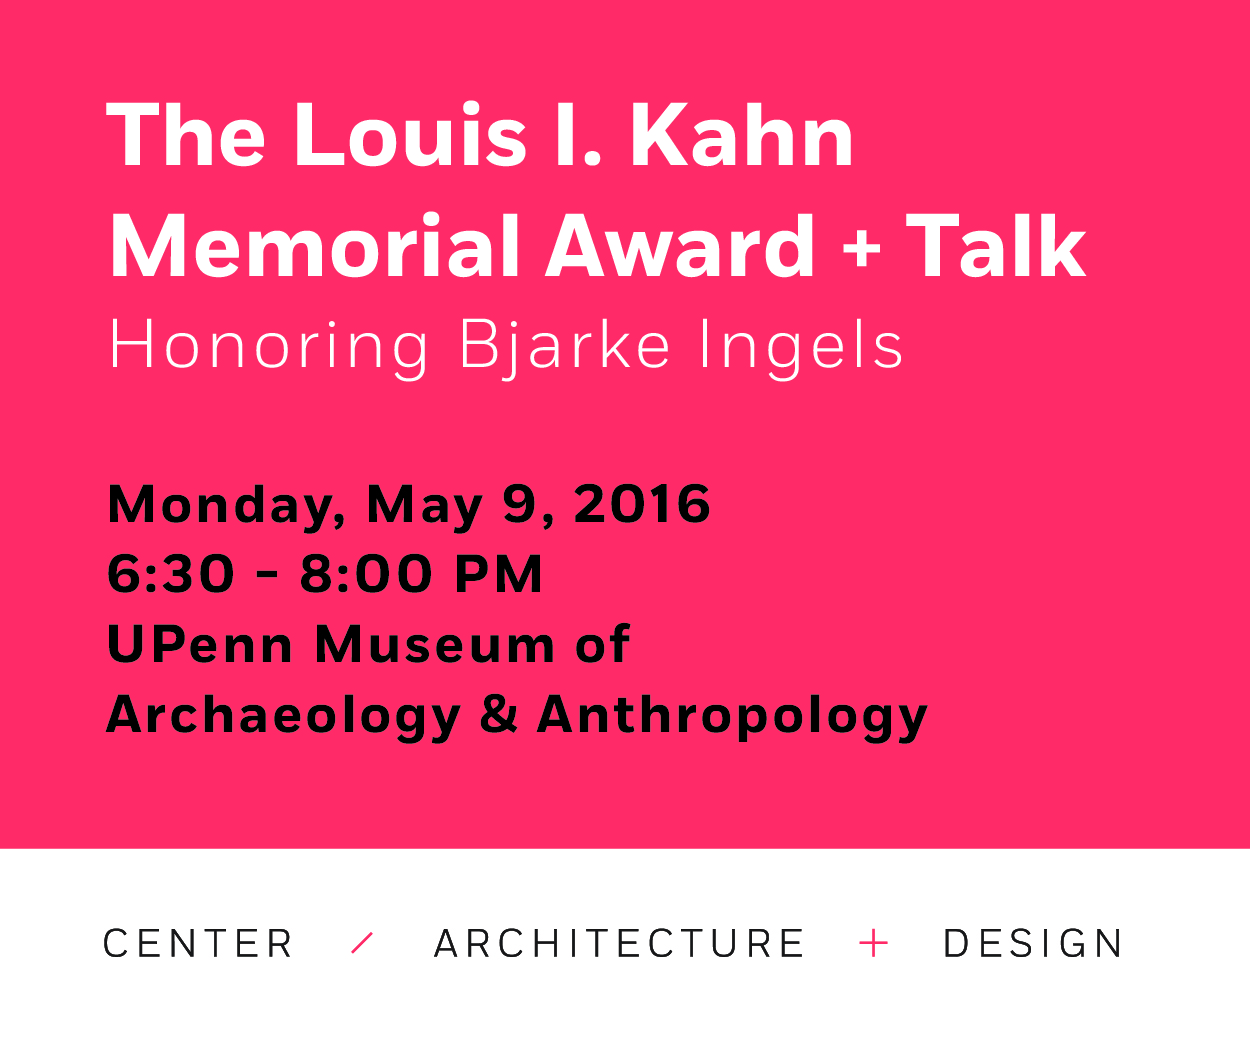 The Louis I. Kahn
Memorial Award + Talk
Honoring Bjarke Ingels
Monday, May 9, 2016
6:30 - 8:00 PM
UPenn Museum of
Archaeology & Anthropology
CENTER / ARCHITECTURE + DESIGN